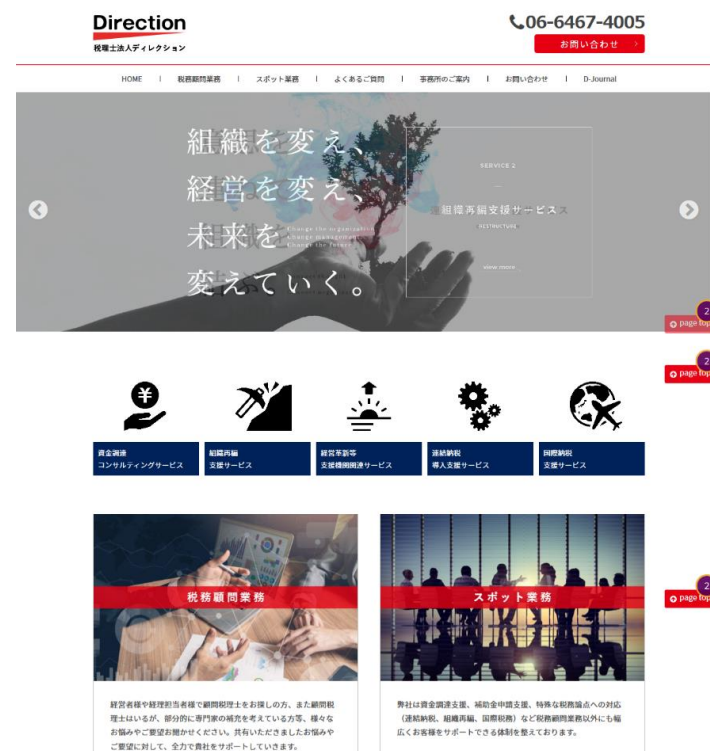 Direction
税理士法人ディレクション
06-6467-4005
お問い合わせ
HOME | 税務顧問業務 | スポット業務 | よくあるご質問 | 事務所のご案内 | お問い合わせ | D-Journal
組織を変え、
経営を変え、
未来を
Change the organization
Change management
Change the future
変えていく。
SERVICE 2
組織再編支援サービス
RESTRUCTURE
view more
page top
2
page top
2
資金調達
コンサルティングサービス
組織再編
支援サービス
経営革新等
支援機関関連サービス
連結納税
導入支援サービス
国際納税
支援サービス
税務顧問業務
スポット業務
2
page top
経営者様や経理担当者様で顧問税理士をお探しの方、また顧問税
理士はいるが、部分的に専門家の補充を考えている方等、様々な
お悩みやご要望お聞かせください。共有いただきましたお悩みや
ご要望に対して、全力で貴社をサポートしていきます。
弊社は資金調達支援、補助金申請支援、特殊な税務論点への対応
（連結納税、組織再編、国際税務）など税務顧問業務以外にも幅
広くお客様をサポートできる体制を整えております。